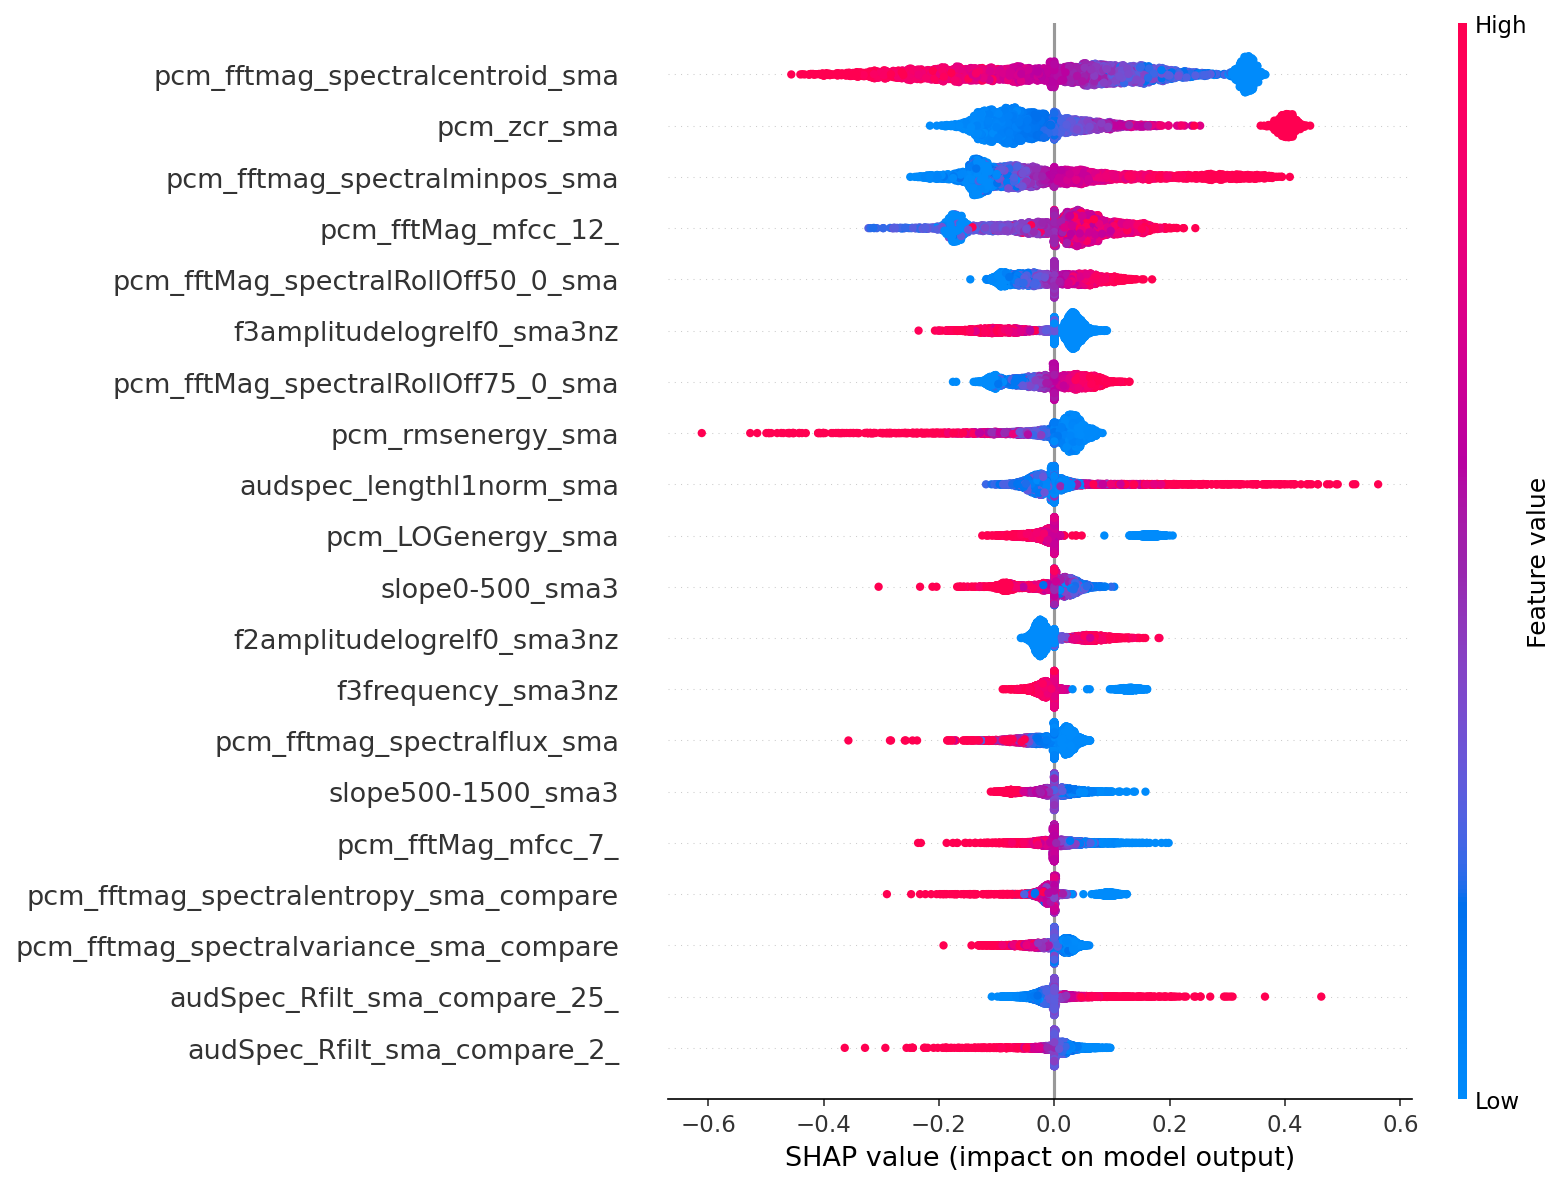 High
pcm_fftmag_spectralcentroid_sma
pcm_zcr_sma
pcm_fftmag_spectralminpos_sma
pcm_fftMag_mfcc_12_
pcm_fftMag_spectralRollOff50_0_sma
f3amplitudelogrelf0_sma3nz
pcm_fftMag_spectralRollOff75_0_sma
pcm_rmsenergy_sma
audspec_lengthl1norm_sma
pcm_LOGenergy_sma
slope0-500_sma3
f2amplitudelogrelf0_sma3nz
f3frequency_sma3nz
pcm_fftmag_spectralflux_sma
slope500-1500_sma3
pcm_fftMag_mfcc_7_
pcm_fftmag_spectralentropy_sma_compare
pcm_fftmag_spectralvariance_sma_compare
audSpec_Rfilt_sma_compare_25_
audSpec_Rfilt_sma_compare_2_
Feature value
Low
−0.6 −0.4 −0.2 0.0 0.2 0.4 0.6
SHAP value (impact on model output)